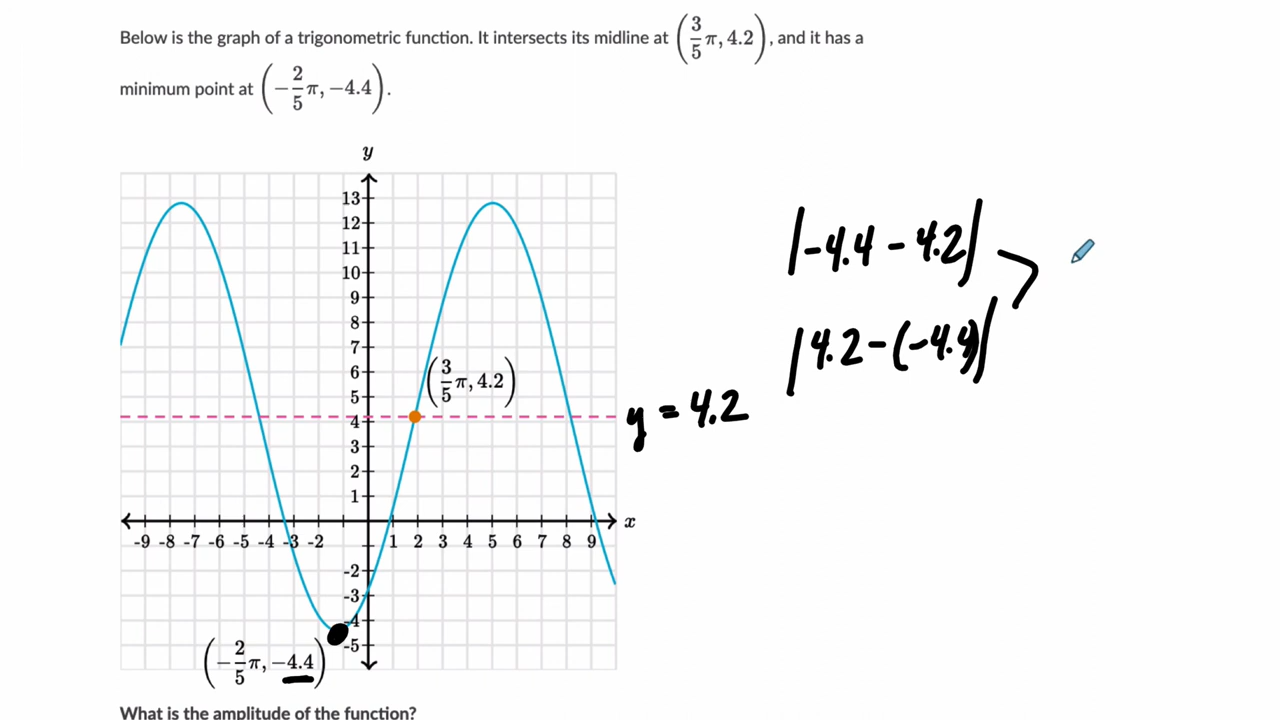 Below is the graph of a trigonometric function. It intersects its midline at (3/5 π, 4.2), and it has a
minimum point at (−2/5 π, −4.4).
y
13
12
11
10
9
8
7
6
5
4
3
2
1
(3/5 π, 4.2)
|-4.4 - 4.2| >
|4.2-(-4.4)|
y = 4.2
x
-9 -8 -7 -6 -5 -4 -3 -2 1 2 3 4 5 6 7 8 9
-2
-3
-4
-5
(−2/5 π, −4.4)
What is the amplitude of the function?